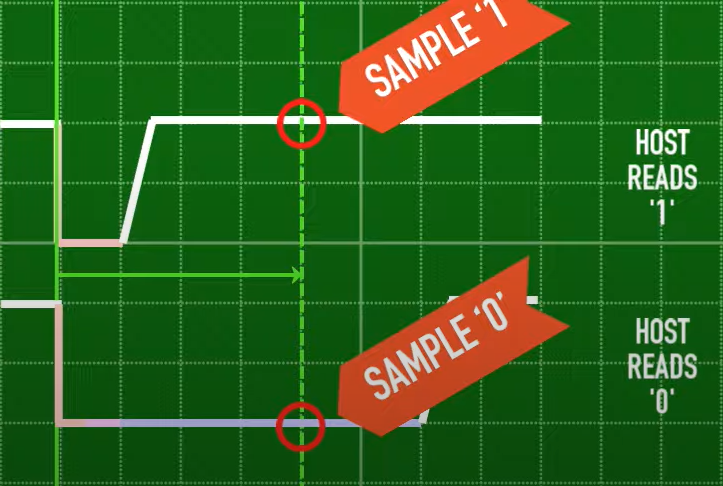 SAMPLE '1
HOST
READS
'1'
SAMPLE '0'
HOST
READS
'0'